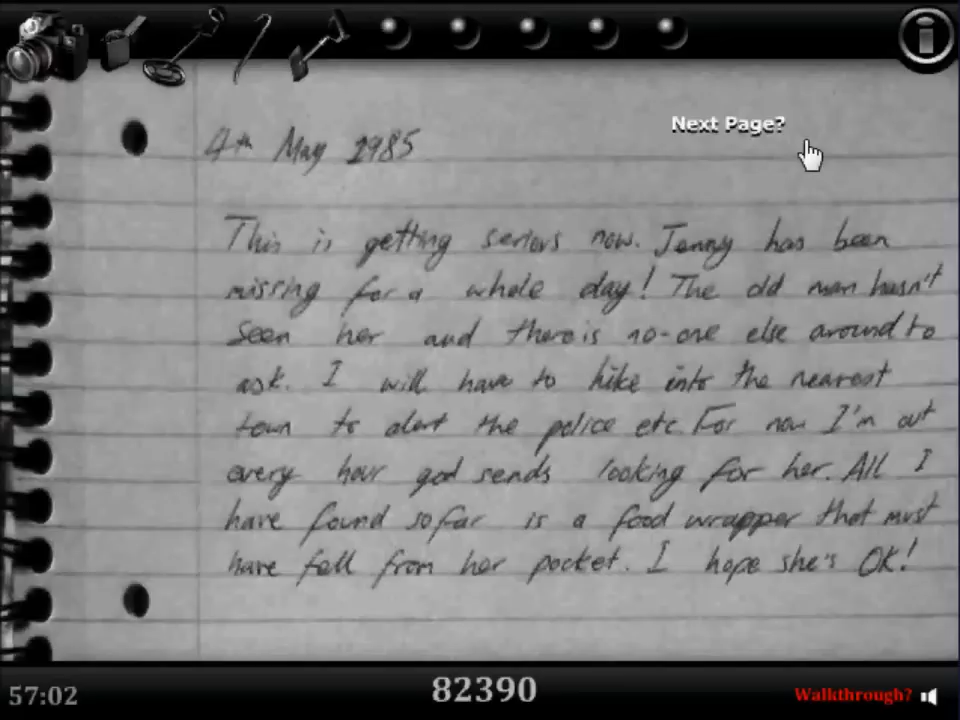 Next Page?
4th May 1985
This is getting serious now. Jenny has been
missing for a whole day! The old man hasn't
seen her and there is no-one else around to
ask. I will have to hike into the nearest
town to alert the police etc. For now I'm out
every hour god sends looking for her. All I
have found so far is a food wrapper that must
have fell from her pocket. I hope she's OK!
57:02
82390
Walkthrough?